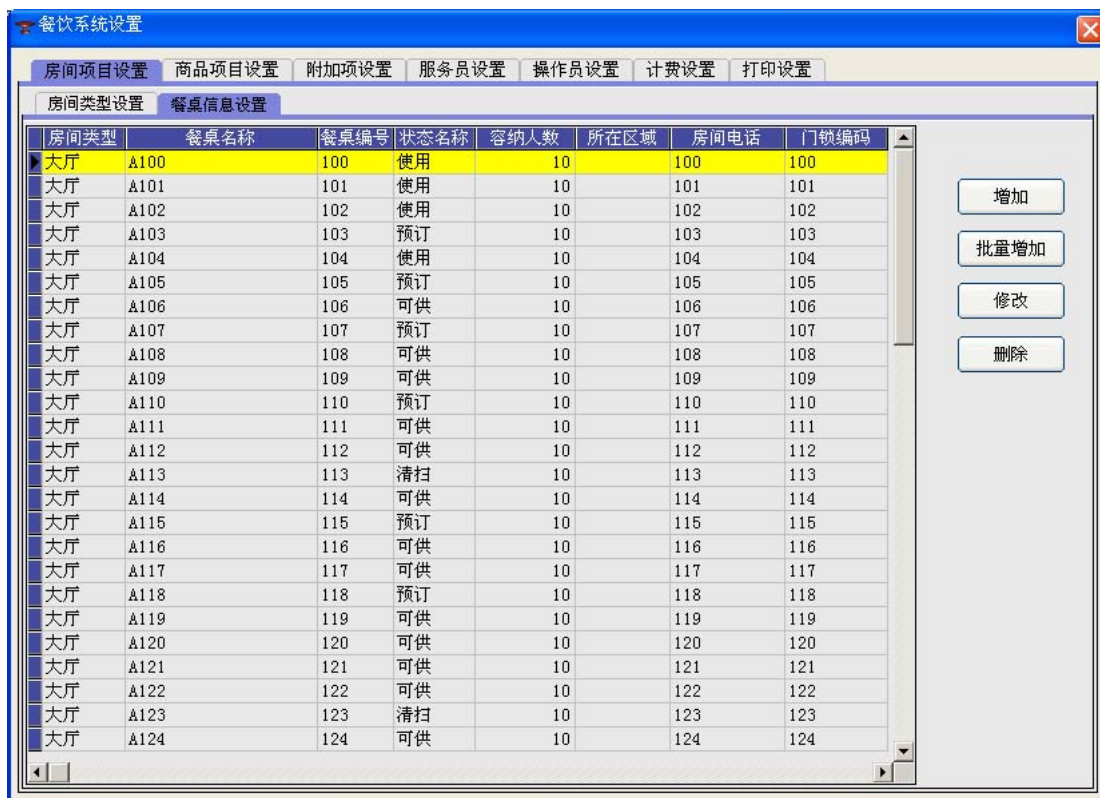 餐饮系统设置
房间项目设置 商品项目设置 附加项设置 服务员设置 操作员设置 计费设置 打印设置
房间类型设置 餐桌信息设置
房间类型 餐桌名称 餐桌编号 状态名称 容纳人数 所在区域 房间电话 门锁编码
大厅 A100 100 使用 10 100 100
大厅 A101 101 使用 10 101 101
增加
大厅 A102 102 使用 10 102 102
大厅 A103 103 预订 10 103 103
批量增加
大厅 A104 104 使用 10 104 104
大厅 A105 105 预订 10 105 105
修改
大厅 A106 106 可供 10 106 106
大厅 A107 107 预订 10 107 107
大厅 A108 108 可供 10 108 108
删除
大厅 A109 109 可供 10 109 109
大厅 A110 110 预订 10 110 110
大厅 A111 111 可供 10 111 111
大厅 A112 112 可供 10 112 112
大厅 A113 113 清扫 10 113 113
大厅 A114 114 可供 10 114 114
大厅 A115 115 预订 10 115 115
大厅 A116 116 可供 10 116 116
大厅 A117 117 可供 10 117 117
大厅 A118 118 预订 10 118 118
大厅 A119 119 可供 10 119 119
大厅 A120 120 可供 10 120 120
大厅 A121 121 可供 10 121 121
大厅 A122 122 可供 10 122 122
大厅 A123 123 清扫 10 123 123
大厅 A124 124 可供 10 124 124